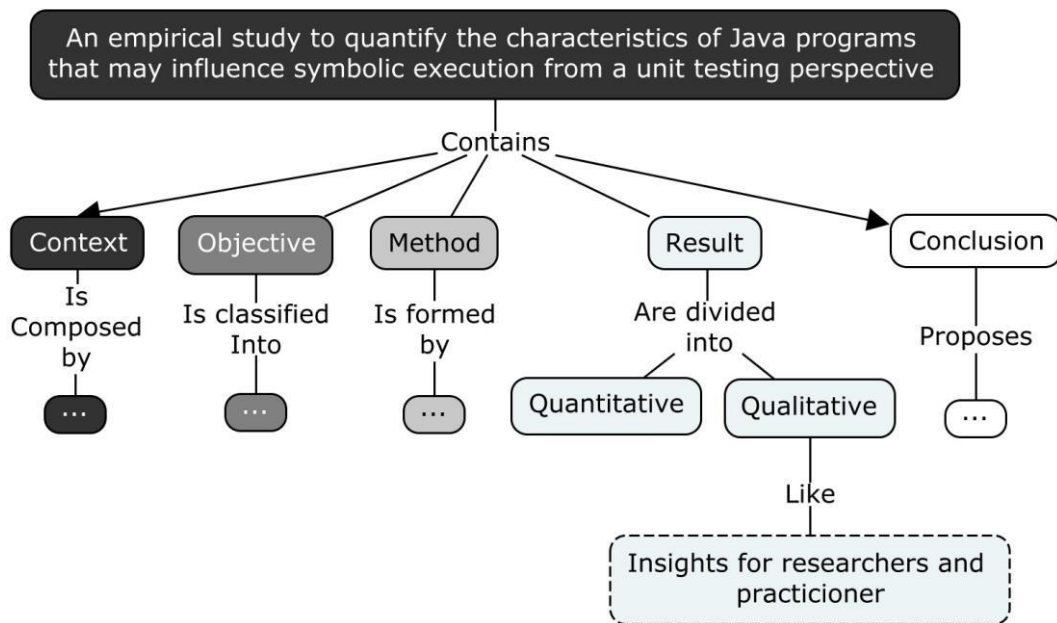 An empirical study to quantify the characteristics of Java programs
that may influence symbolic execution from a unit testing perspective
Contains
Context
Objective
Method
Result
Conclusion
Is
Composed
by
Is classified
Into
Is formed
by
Are divided
into
Proposes
...
...
...
Quantitative
Qualitative
...
Like
Insights for researchers and
practicioner